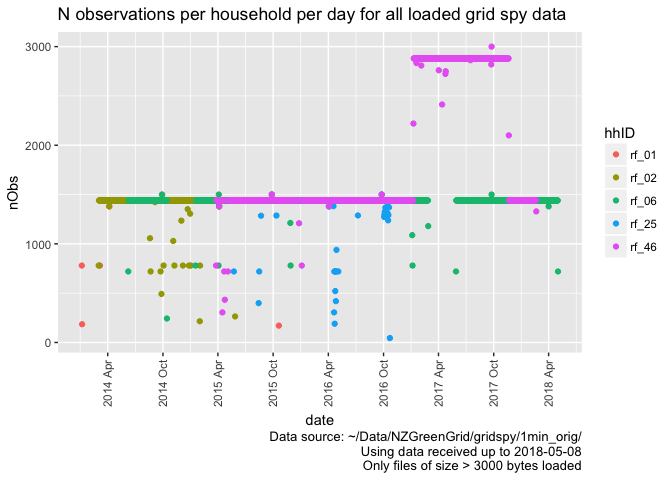 N observations per household per day for all loaded grid spy data
3000
2000
1000
0
nObs
2014 Apr
2014 Oct
2015 Apr
2015 Oct
2016 Apr
2016 Oct
2017 Apr
2017 Oct
2018 Apr
date
hhID
rf_01
rf_02
rf_06
rf_25
rf_46
Data source: ~/Data/NZGreenGrid/gridspy/1min_orig/
Using data received up to 2018-05-08
Only files of size > 3000 bytes loaded